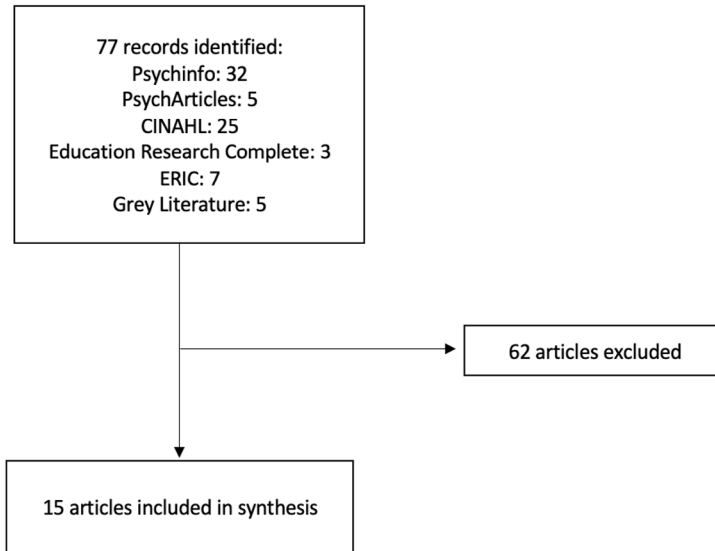 77 records identified:
Psychinfo: 32
PsychArticles: 5
CINAHL: 25
Education Research Complete: 3
ERIC: 7
Grey Literature: 5
62 articles excluded
15 articles included in synthesis